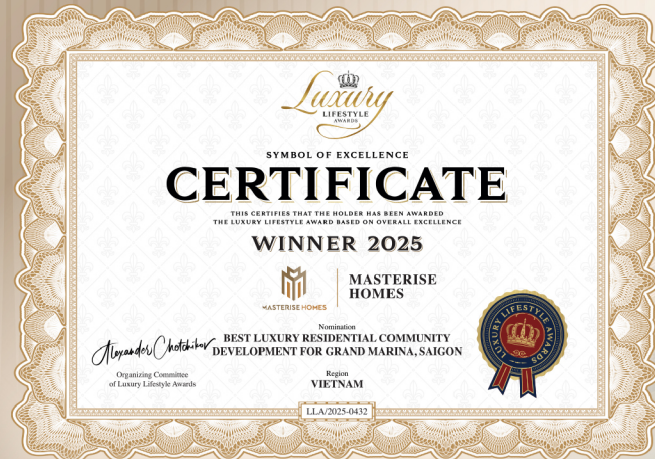 Luxury
LIFESTYLE
AWARDS
SYMBOL OF EXCELLENCE
CERTIFICATE
THIS CERTIFIES THAT THE HOLDER HAS BEEN AWARDED
THE LUXURY LIFESTYLE AWARD BASED ON OVERALL EXCELLENCE
WINNER 2025
MASTERISE HOMES
MASTERISE
HOMES
Nomination
BEST LUXURY RESIDENTIAL COMMUNITY
DEVELOPMENT FOR GRAND MARINA, SAIGON
Alexander Chetchikov
Organizing Committee
of Luxury Lifestyle Awards
Region
VIETNAM
LUXURY LIFESTYLE AWARDS
LLA/2025-0432